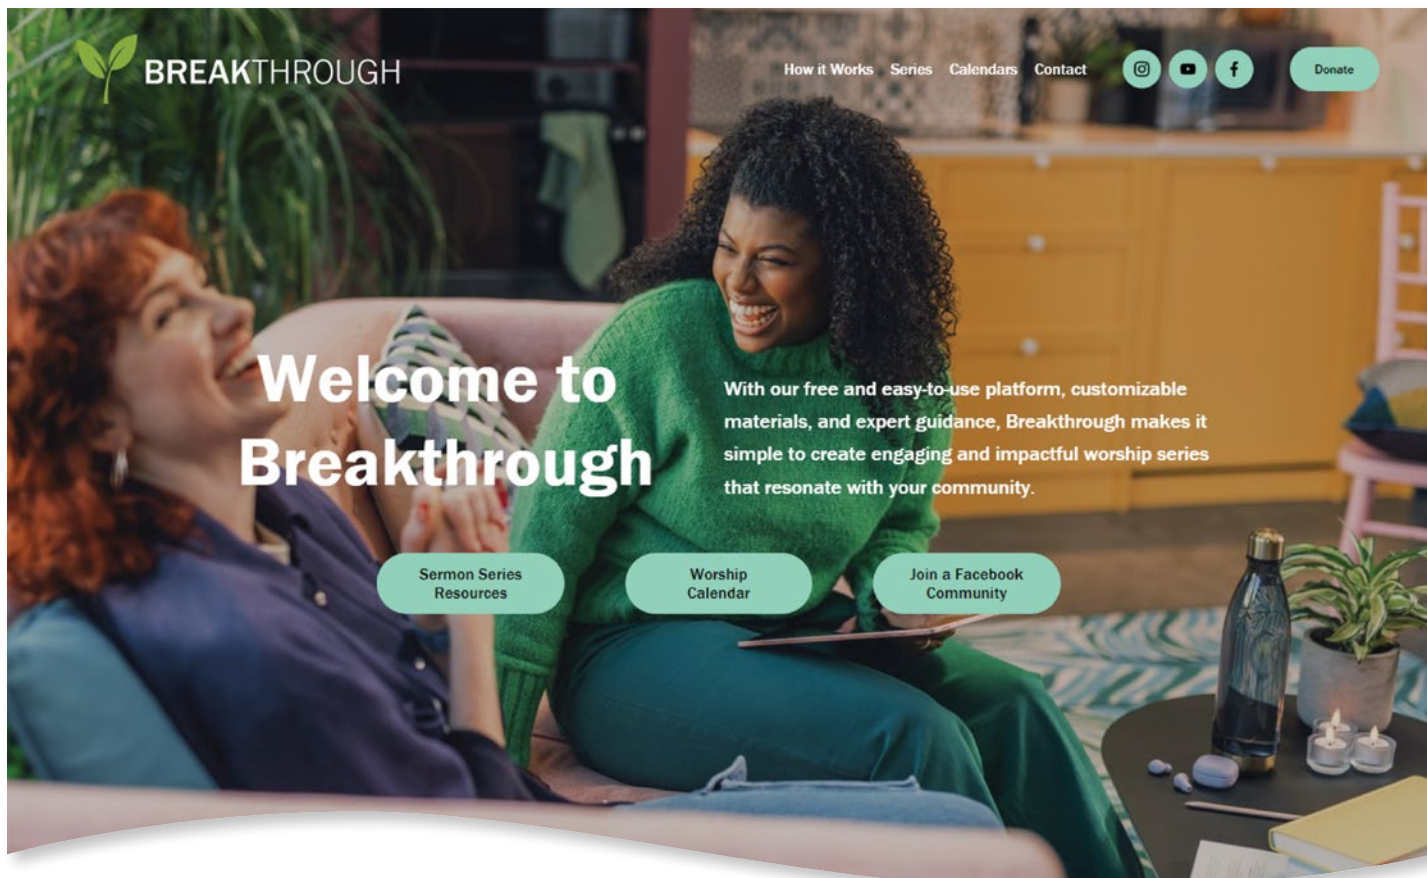 BREAKTHROUGH
How it Works Series Calendars Contact
Donate
Welcome to
Breakthrough
With our free and easy-to-use platform, customizable
materials, and expert guidance, Breakthrough makes it
simple to create engaging and impactful worship series
that resonate with your community.
Sermon Series
Resources
Worship
Calendar
Join a Facebook
Community